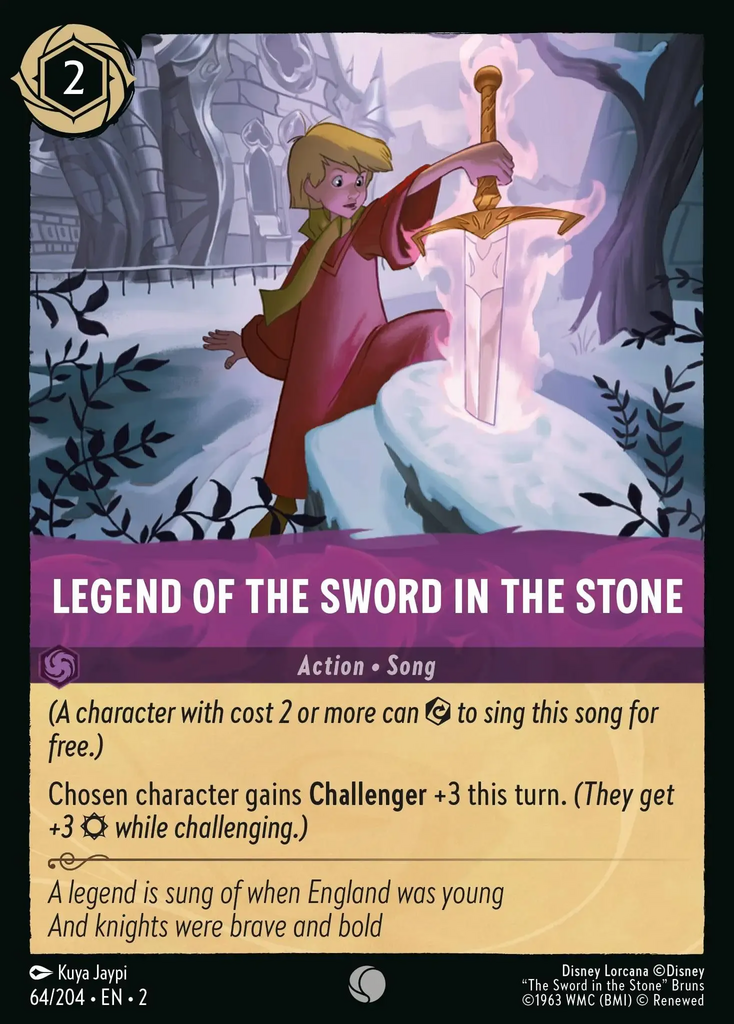 2
LEGEND OF THE SWORD IN THE STONE
Action • Song
(A character with cost 2 or more can to sing this song for
free.)
Chosen character gains Challenger +3 this turn. (They get
+3 while challenging.)
A legend is sung of when England was young
And knights were brave and bold
Kuya Jaypi
64/204 • EN • 2
Disney Lorcana ©Disney
“The Sword in the Stone” Bruns
©1963 WMC (BMI) © Renewed